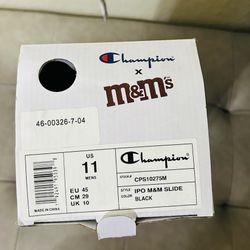 Champion
x
m&m's
46-00326-7-04
US
11
MENS
EU 45
CM 29
UK 10
MADE IN CHINA
Champion
STOCK# CPS10275M
STYLE IPO M&M SLIDE
COLOR BLACK